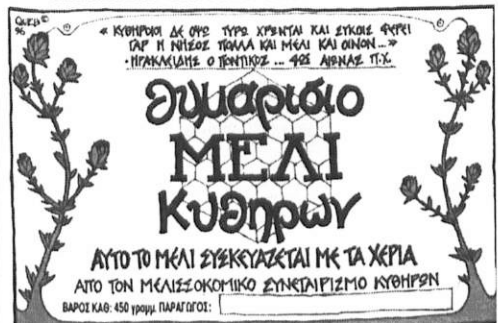 « ΚΥΘΗΡΙΟΙ ΔΕ ΟΨΩ ΤΥΡΩ ΧΡΕΝΤΑΙ ΚΑΙ ΣΥΚΟΙΣ ΦΕΡΕΙ
ΓΑΡ Η ΝΗΣΟΣ ΠΟΛΛΑ ΚΑΙ ΜΕΛΙ ΚΑΙ ΟΙΝΟΝ... »
· ΗΡΑΚΛΕΙΔΗΣ Ο ΠΟΝΤΙΚΟΣ ... 4ΟΣ ΑΙΩΝΑΣ Π.Χ.
Θυμαρίσιο
ΜΕΛΙ
Κυθήρων
ΑΥΤΟ ΤΟ ΜΕΛΙ ΣΥΣΚΕΥΑΖΕΤΑΙ ΜΕ ΤΑ ΧΕΡΙΑ
ΑΠΟ ΤΟΝ ΜΕΛΙΣΣΟΚΟΜΙΚΟ ΣΥΝΕΤΑΙΡΙΣΜΟ ΚΥΘΗΡΩΝ
ΒΑΡΟΣ ΚΑΘ: 450 γραμμ. ΠΑΡΑΓΩΓΟΣ: